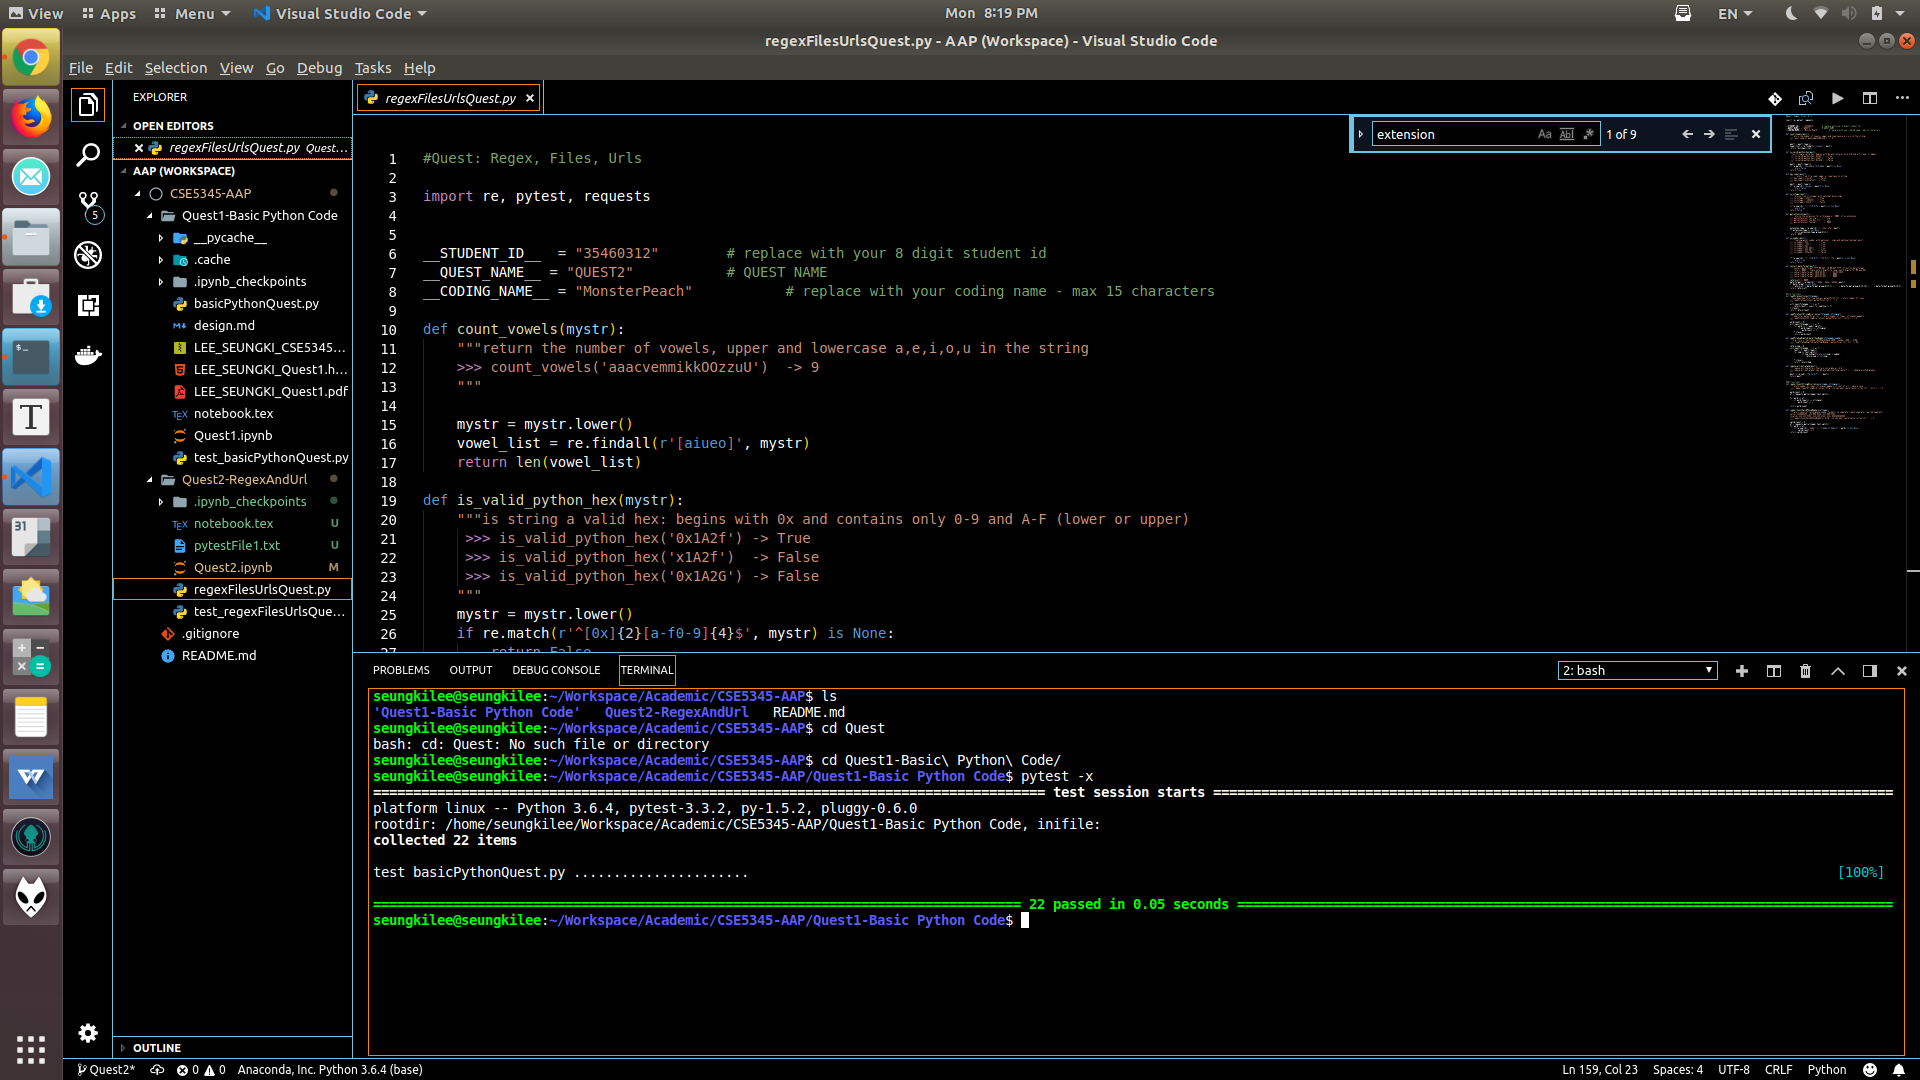 View Apps Menu Visual Studio Code Mon 8:19 PM EN
regexFilesUrlsQuest.py - AAP (Workspace) - Visual Studio Code
File Edit Selection View Go Debug Tasks Help
EXPLORER
OPEN EDITORS
regexFilesUrlsQuest.py Quest...
AAP (WORKSPACE)
CSE5345-AAP
Quest1-Basic Python Code
__pycache__
.cache
.ipynb_checkpoints
basicPythonQuest.py
design.md
LEE_SEUNGKI_CSE5345...
LEE_SEUNGKI_Quest1.h...
LEE_SEUNGKI_Quest1.pdf
notebook.tex
Quest1.ipynb
test_basicPythonQuest.py
Quest2-RegexAndUrl
.ipynb_checkpoints
notebook.tex U
pytestFile1.txt U
Quest2.ipynb M
regexFilesUrlsQuest.py
test_regexFilesUrlsQue...
.gitignore
README.md
OUTLINE
5
31
regexFilesUrlsQuest.py
extension Aa Abl .* 1 of 9
1 #Quest: Regex, Files, Urls
2
3 import re, pytest, requests
4
5
6 __STUDENT_ID__ = "35460312" # replace with your 8 digit student id
7 __QUEST_NAME__ = "QUEST2" # QUEST NAME
8 __CODING_NAME__ = "MonsterPeach" # replace with your coding name - max 15 characters
9
10 def count_vowels(mystr):
11 """return the number of vowels, upper and lowercase a,e,i,o,u in the string
12 >>> count_vowels('aaacvemmikkOOzzuU') -> 9
13 """
14
15 mystr = mystr.lower()
16 vowel_list = re.findall(r'[aiueo]', mystr)
17 return len(vowel_list)
18
19 def is_valid_python_hex(mystr):
20 """is string a valid hex: begins with 0x and contains only 0-9 and A-F (lower or upper)
21 >>> is_valid_python_hex('0x1A2f') -> True
22 >>> is_valid_python_hex('x1A2f') -> False
23 >>> is_valid_python_hex('0x1A2G') -> False
24 """
25 mystr = mystr.lower()
26 if re.match(r'^[0x]{2}[a-f0-9]{4}$', mystr) is None:
27 return False
PROBLEMS OUTPUT DEBUG CONSOLE TERMINAL 2: bash
seungkilee@seungkilee:~/Workspace/Academic/CSE5345-AAP$ ls
'Quest1-Basic Python Code' Quest2-RegexAndUrl README.md
seungkilee@seungkilee:~/Workspace/Academic/CSE5345-AAP$ cd Quest
bash: cd: Quest: No such file or directory
seungkilee@seungkilee:~/Workspace/Academic/CSE5345-AAP$ cd Quest1-Basic\ Python\ Code/
seungkilee@seungkilee:~/Workspace/Academic/CSE5345-AAP/Quest1-Basic Python Code$ pytest -x
==================================================================================== test session starts =====================================================================================
platform linux -- Python 3.6.4, pytest-3.3.2, py-1.5.2, pluggy-0.6.0
rootdir: /home/seungkilee/Workspace/Academic/CSE5345-AAP/Quest1-Basic Python Code, inifile:
collected 22 items
test basicPythonQuest.py ...................... [100%]
================================================================================= 22 passed in 0.05 seconds ==================================================================================
seungkilee@seungkilee:~/Workspace/Academic/CSE5345-AAP/Quest1-Basic Python Code$
Quest2* 0 0 Anaconda, Inc. Python 3.6.4 (base) Ln 159, Col 23 Spaces: 4 UTF-8 CRLF Python